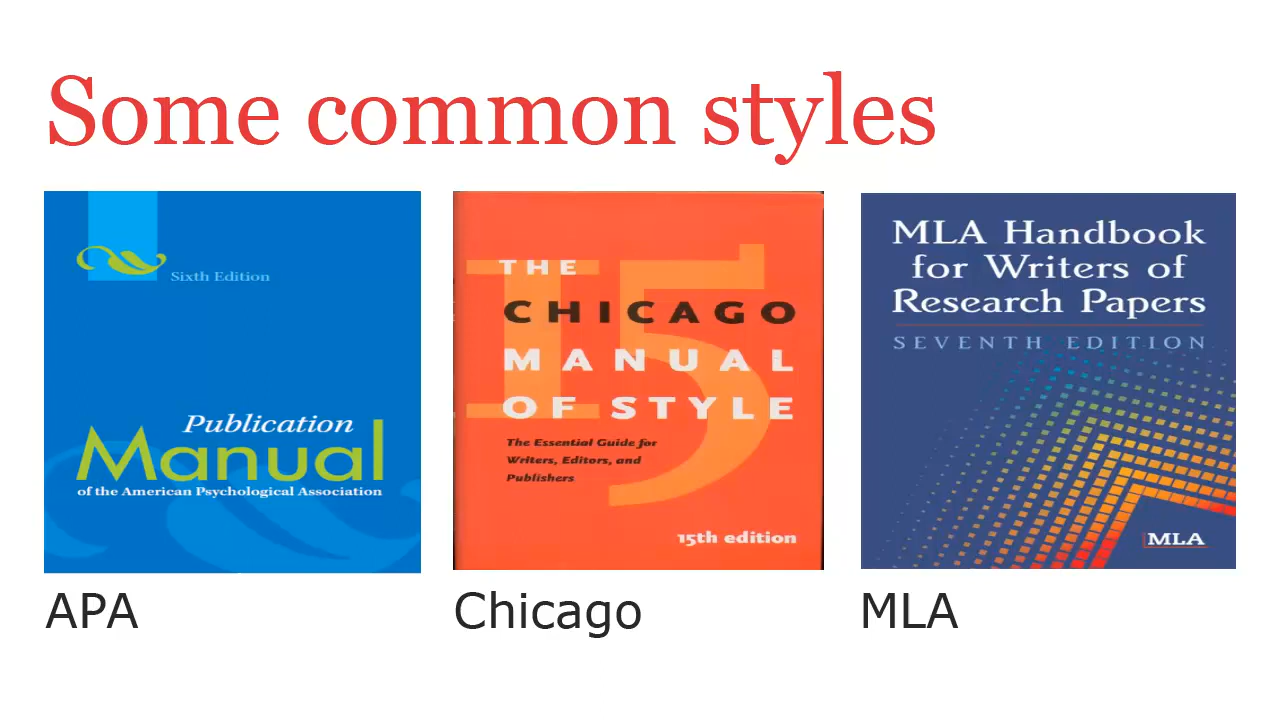 Some common styles
Sixth Edition
Publication
Manual
of the American Psychological Association
APA
15
THE
CHICAGO
MANUAL
OF STYLE
The Essential Guide for
Writers, Editors, and
Publishers
15th edition
Chicago
MLA Handbook
for Writers of
Research Papers
SEVENTH EDITION
MLA
MLA